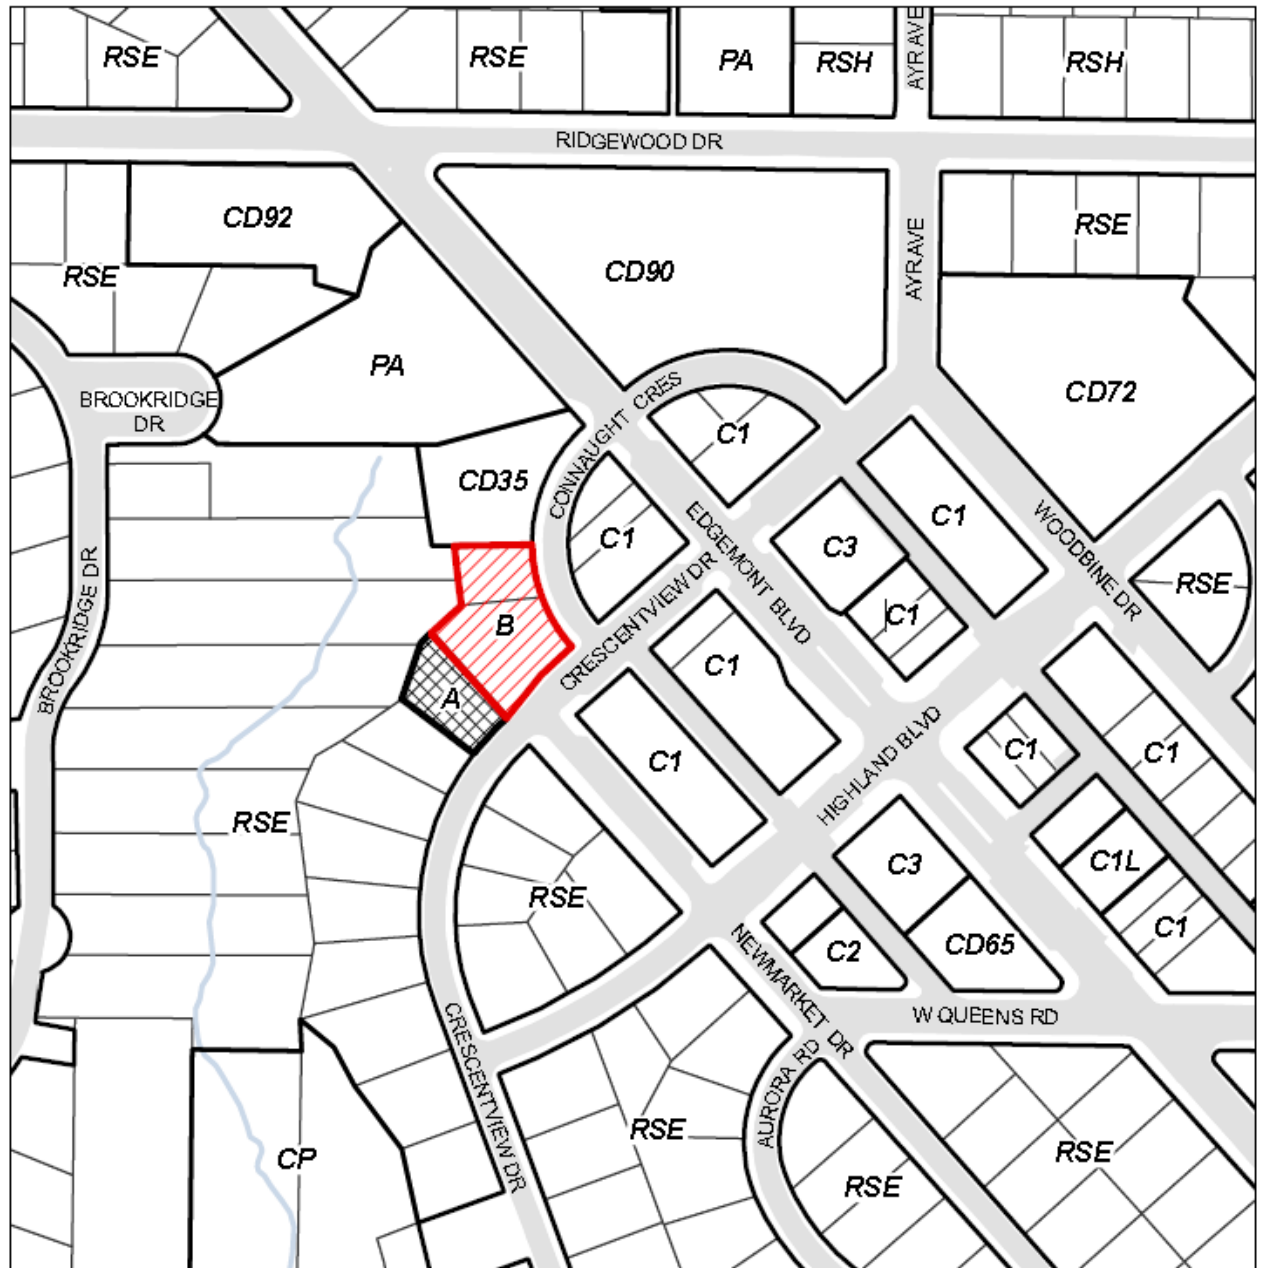 RSE
RSE
PA
RSH
AYR AVE
RSH
RIDGEWOOD DR
CD92
CD90
AYR AVE
RSE
RSE
PA
CD72
BROOKRIDGE
DR
CONNAUGHT CRES
C1
CD35
C1
EDGEMONT BLVD
C3
C1
WOODBINE DR
RSE
C1
BROOKRIDGE DR
B
A
CRESCENTVIEW DR
C1
C1
HIGHLAND BLVD
C1
C1
RSE
RSE
C3
C1L
C1
NEWMARKET DR
C2
CD65
W QUEENS RD
CRESCENTVIEW DR
AURORA RD
RSE
CP
RSE
RSE